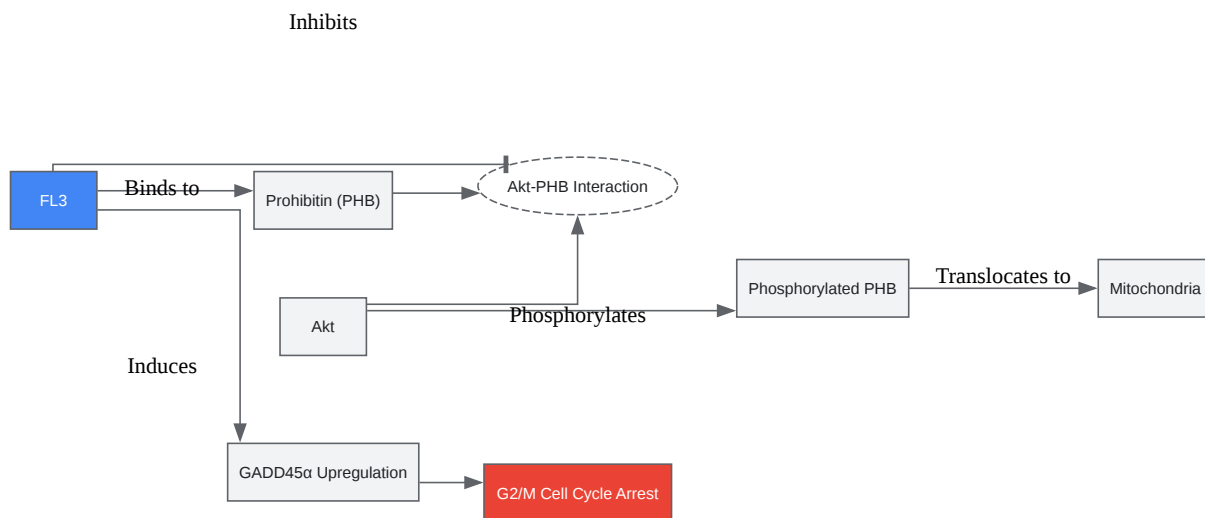 Inhibits
FL3
Binds to
Prohibitin (PHB)
Akt-PHB Interaction
Phosphorylated PHB
Translocates to
Mitochondria
Akt
Phosphorylates
Induces
GADD45α Upregulation
G2/M Cell Cycle Arrest